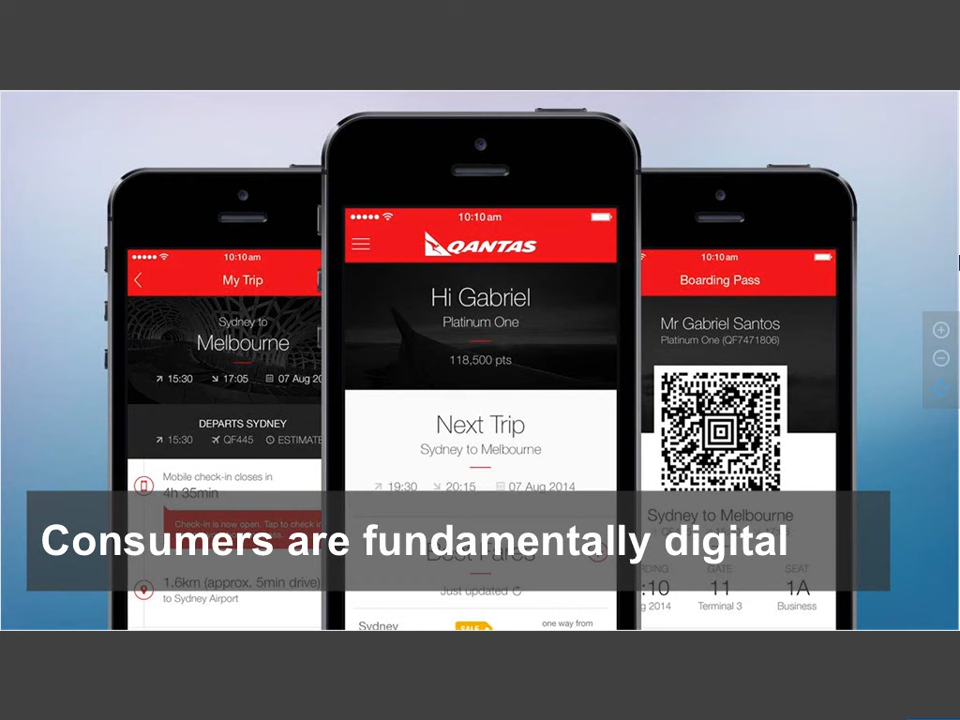 10:10am
My Trip
Sydney to
Melbourne
15:30 17:05 07 Aug 20
DEPARTS SYDNEY
15:30 QF445 ESTIMATE
Mobile check-in closes in
4h 35min
Check-in is now open. Tap to check in
1.6km (approx. 5min drive)
to Sydney Airport
10:10am
QANTAS
Hi Gabriel
Platinum One
118,500 pts
Next Trip
Sydney to Melbourne
19:30 20:15 07 Aug 2014
Best Fares
Just updated
Sydney
SALE
one way from
10:10am
Boarding Pass
Mr Gabriel Santos
Platinum One (QF7471806)
Sydney to Melbourne
GATE SEAT
:10 11 1A
2014 Terminal 3 Business
Consumers are fundamentally digital